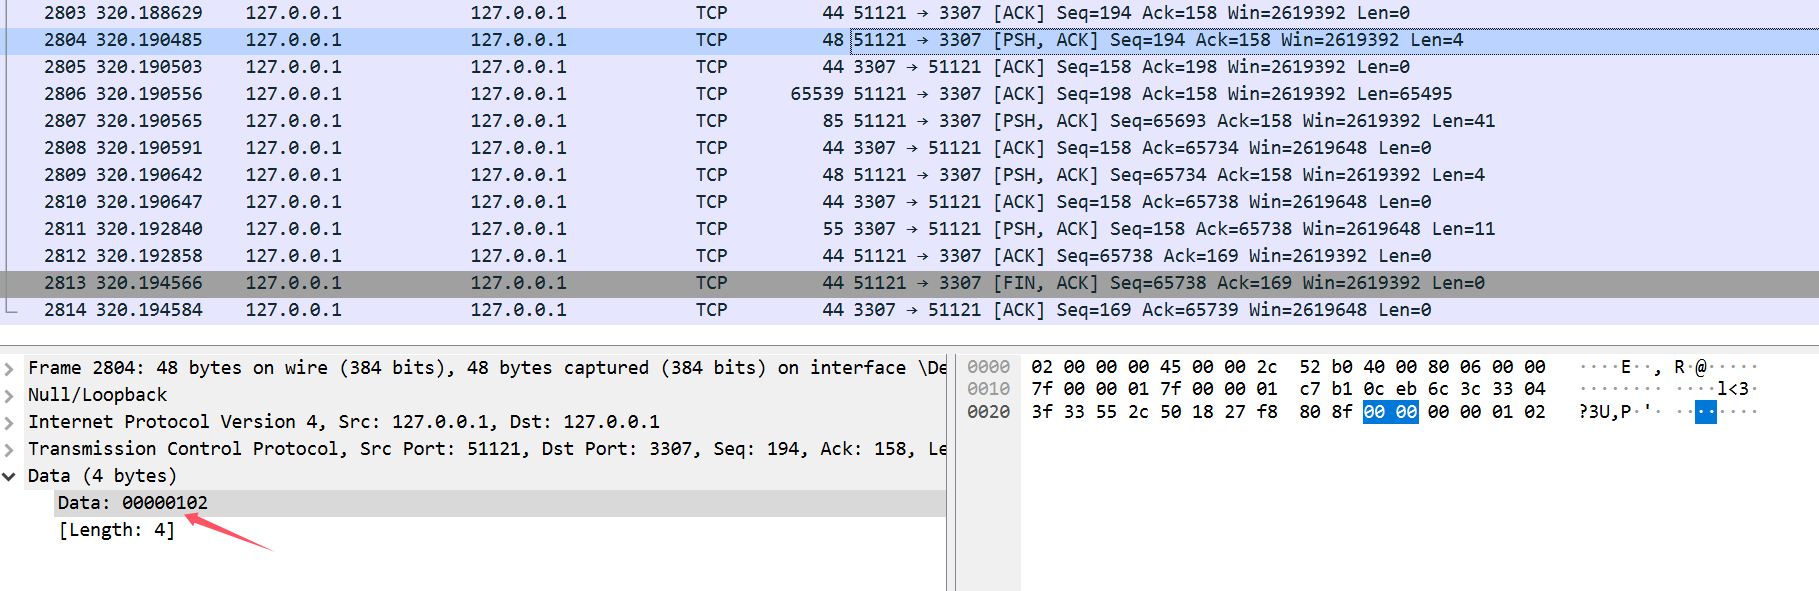 2803 320.188629 127.0.0.1 127.0.0.1 TCP 44 51121 → 3307 [ACK] Seq=194 Ack=158 Win=2619392 Len=0
2804 320.190485 127.0.0.1 127.0.0.1 TCP 48 51121 → 3307 [PSH, ACK] Seq=194 Ack=158 Win=2619392 Len=4
2805 320.190503 127.0.0.1 127.0.0.1 TCP 44 3307 → 51121 [ACK] Seq=158 Ack=198 Win=2619392 Len=0
2806 320.190556 127.0.0.1 127.0.0.1 TCP 65539 51121 → 3307 [ACK] Seq=198 Ack=158 Win=2619392 Len=65495
2807 320.190565 127.0.0.1 127.0.0.1 TCP 85 51121 → 3307 [PSH, ACK] Seq=65693 Ack=158 Win=2619392 Len=41
2808 320.190591 127.0.0.1 127.0.0.1 TCP 44 3307 → 51121 [ACK] Seq=158 Ack=65734 Win=2619648 Len=0
2809 320.190642 127.0.0.1 127.0.0.1 TCP 48 51121 → 3307 [PSH, ACK] Seq=65734 Ack=158 Win=2619392 Len=4
2810 320.190647 127.0.0.1 127.0.0.1 TCP 44 3307 → 51121 [ACK] Seq=158 Ack=65738 Win=2619648 Len=0
2811 320.192840 127.0.0.1 127.0.0.1 TCP 55 3307 → 51121 [PSH, ACK] Seq=158 Ack=65738 Win=2619648 Len=11
2812 320.192858 127.0.0.1 127.0.0.1 TCP 44 51121 → 3307 [ACK] Seq=65738 Ack=169 Win=2619392 Len=0
2813 320.194566 127.0.0.1 127.0.0.1 TCP 44 51121 → 3307 [FIN, ACK] Seq=65738 Ack=169 Win=2619392 Len=0
2814 320.194584 127.0.0.1 127.0.0.1 TCP 44 3307 → 51121 [ACK] Seq=169 Ack=65739 Win=2619648 Len=0
Frame 2804: 48 bytes on wire (384 bits), 48 bytes captured (384 bits) on interface \De
Null/Loopback
Internet Protocol Version 4, Src: 127.0.0.1, Dst: 127.0.0.1
Transmission Control Protocol, Src Port: 51121, Dst Port: 3307, Seq: 194, Ack: 158, Le
Data (4 bytes)
Data: 00000102
[Length: 4]
0000 02 00 00 00 45 00 00 2c 52 b0 40 00 80 06 00 00 ····E··, R·@·····
0010 7f 00 00 01 7f 00 00 01 c7 b1 0c eb 6c 3c 33 04 ········ ····l<3·
0020 3f 33 55 2c 50 18 27 f8 80 8f 00 00 00 00 01 02 ?3U,P·'· ········